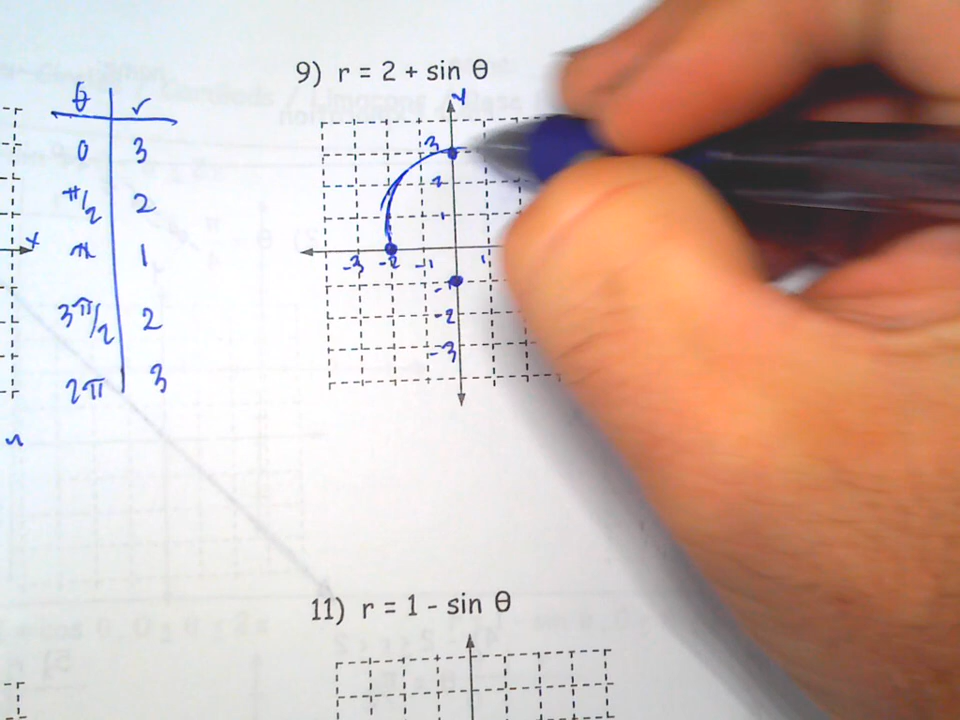 9) r = 2 + sin θ
θ r
0 3
π/2 2
π 1
3π/2 2
2π 3
x
y
3
2
1
-3 -2 -1 1
-1
-2
-3
11) r = 1 - sin θ